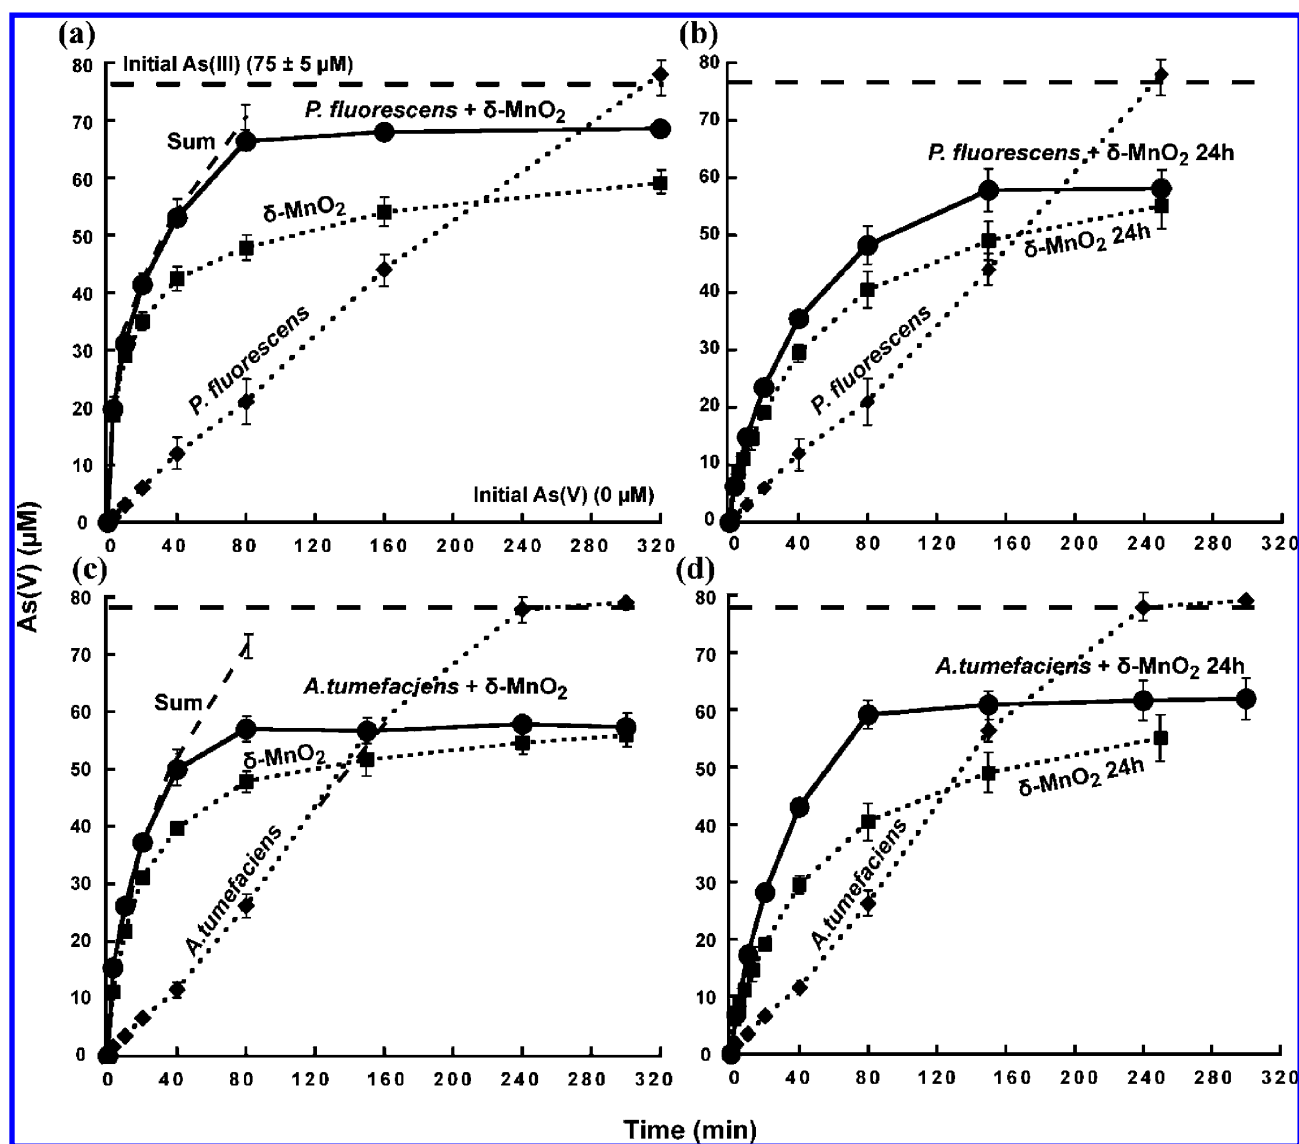 (a)
80
Initial As(III) (75 ± 5 μM)
P. fluorescens + δ-MnO2
70
Sum
60
δ-MnO2
50
40
30
P. fluorescens
20
10
Initial As(V) (0 μM)
0
0 40 80 120 160 200 240 280 320
(b)
80
70
60
P. fluorescens + δ-MnO2 24h
50
δ-MnO2 24h
40
30
P. fluorescens
20
10
0
0 40 80 120 160 200 240 280 320
As(V) (μM)
(c)
80
70
A.tumefaciens + δ-MnO2
Sum
60
δ-MnO2
50
40
30
A.tumefaciens
20
10
0
0 40 80 120 160 200 240 280 320
(d)
80
70
A.tumefaciens + δ-MnO2 24h
60
50
δ-MnO2 24h
40
30
A.tumefaciens
20
10
0
0 40 80 120 160 200 240 280 320
Time (min)